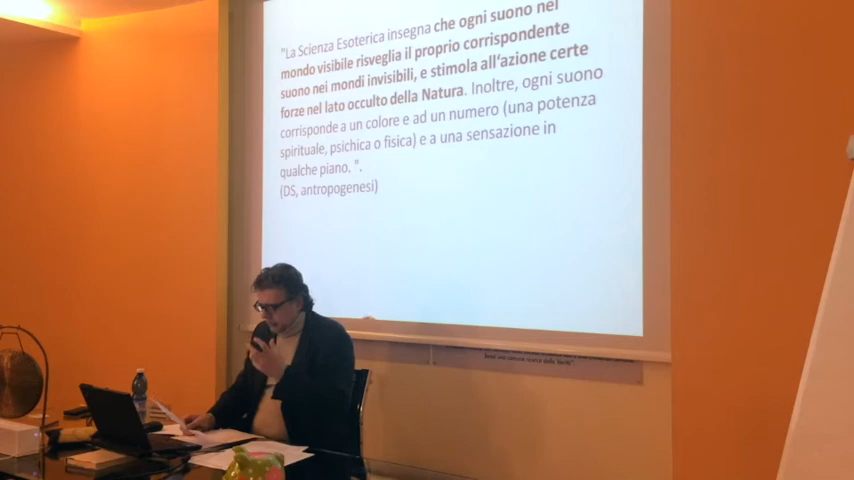 "La Scienza Esoterica insegna che ogni suono nel
mondo visibile risveglia il proprio corrispondente
suono nei mondi invisibili, e stimola all'azione certe
forze nel lato occulto della Natura. Inoltre, ogni suono
corrisponde a un colore e ad un numero (una potenza
spirituale, psichica o fisica) e a una sensazione in
qualche piano. ".
(DS, antropogenesi)